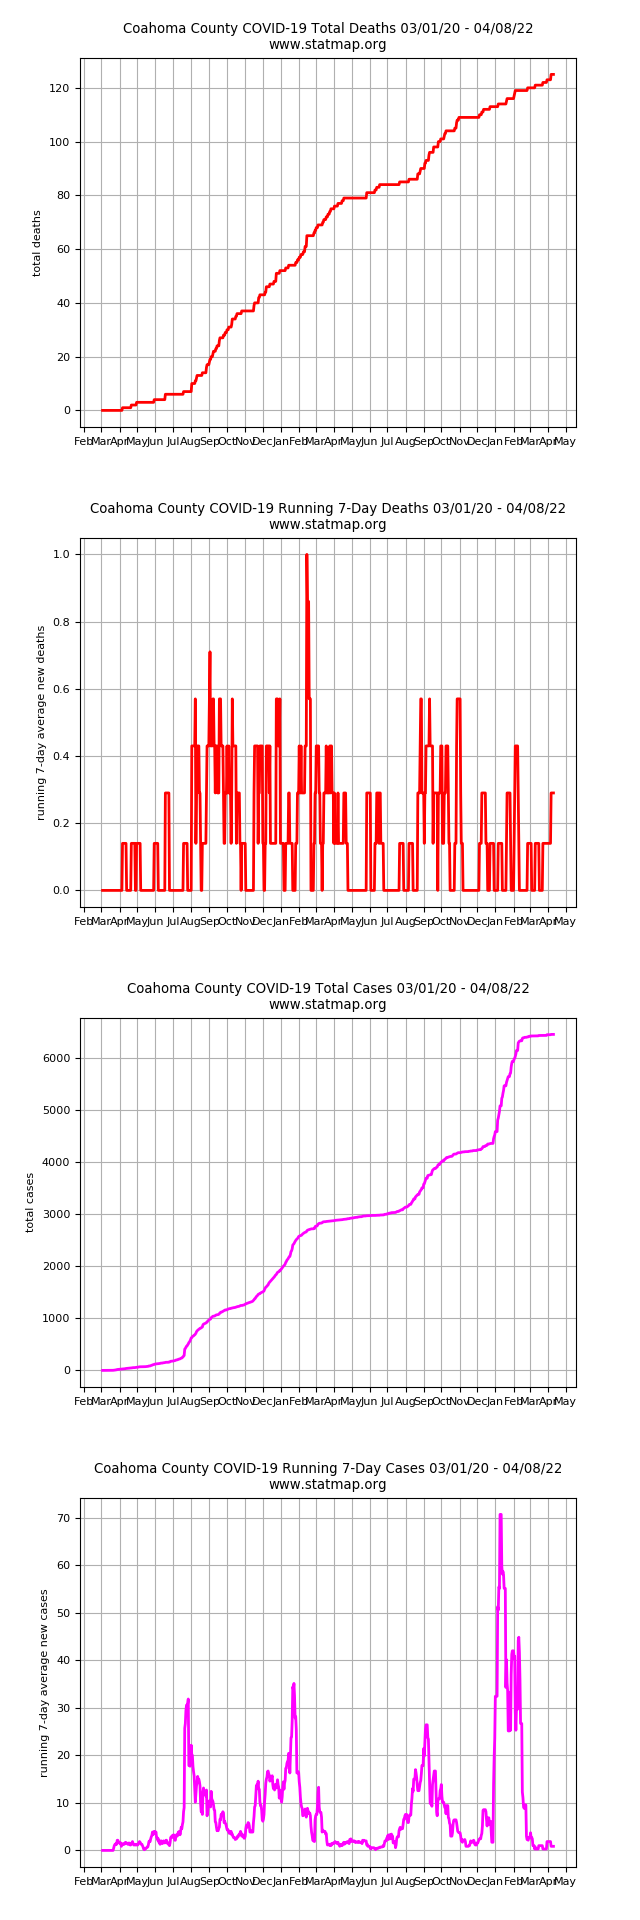 Coahoma County COVID-19 Total Deaths 03/01/20 - 04/08/22
www.statmap.org
total deaths
120
100
80
60
40
20
0
Feb Mar Apr May Jun Jul Aug Sep Oct Nov Dec Jan Feb Mar Apr May Jun Jul Aug Sep Oct Nov Dec Jan Feb Mar Apr May
Coahoma County COVID-19 Running 7-Day Deaths 03/01/20 - 04/08/22
www.statmap.org
running 7-day average new deaths
1.0
0.8
0.6
0.4
0.2
0.0
Feb Mar Apr May Jun Jul Aug Sep Oct Nov Dec Jan Feb Mar Apr May Jun Jul Aug Sep Oct Nov Dec Jan Feb Mar Apr May
Coahoma County COVID-19 Total Cases 03/01/20 - 04/08/22
www.statmap.org
total cases
6000
5000
4000
3000
2000
1000
0
Feb Mar Apr May Jun Jul Aug Sep Oct Nov Dec Jan Feb Mar Apr May Jun Jul Aug Sep Oct Nov Dec Jan Feb Mar Apr May
Coahoma County COVID-19 Running 7-Day Cases 03/01/20 - 04/08/22
www.statmap.org
running 7-day average new cases
70
60
50
40
30
20
10
0
Feb Mar Apr May Jun Jul Aug Sep Oct Nov Dec Jan Feb Mar Apr May Jun Jul Aug Sep Oct Nov Dec Jan Feb Mar Apr May